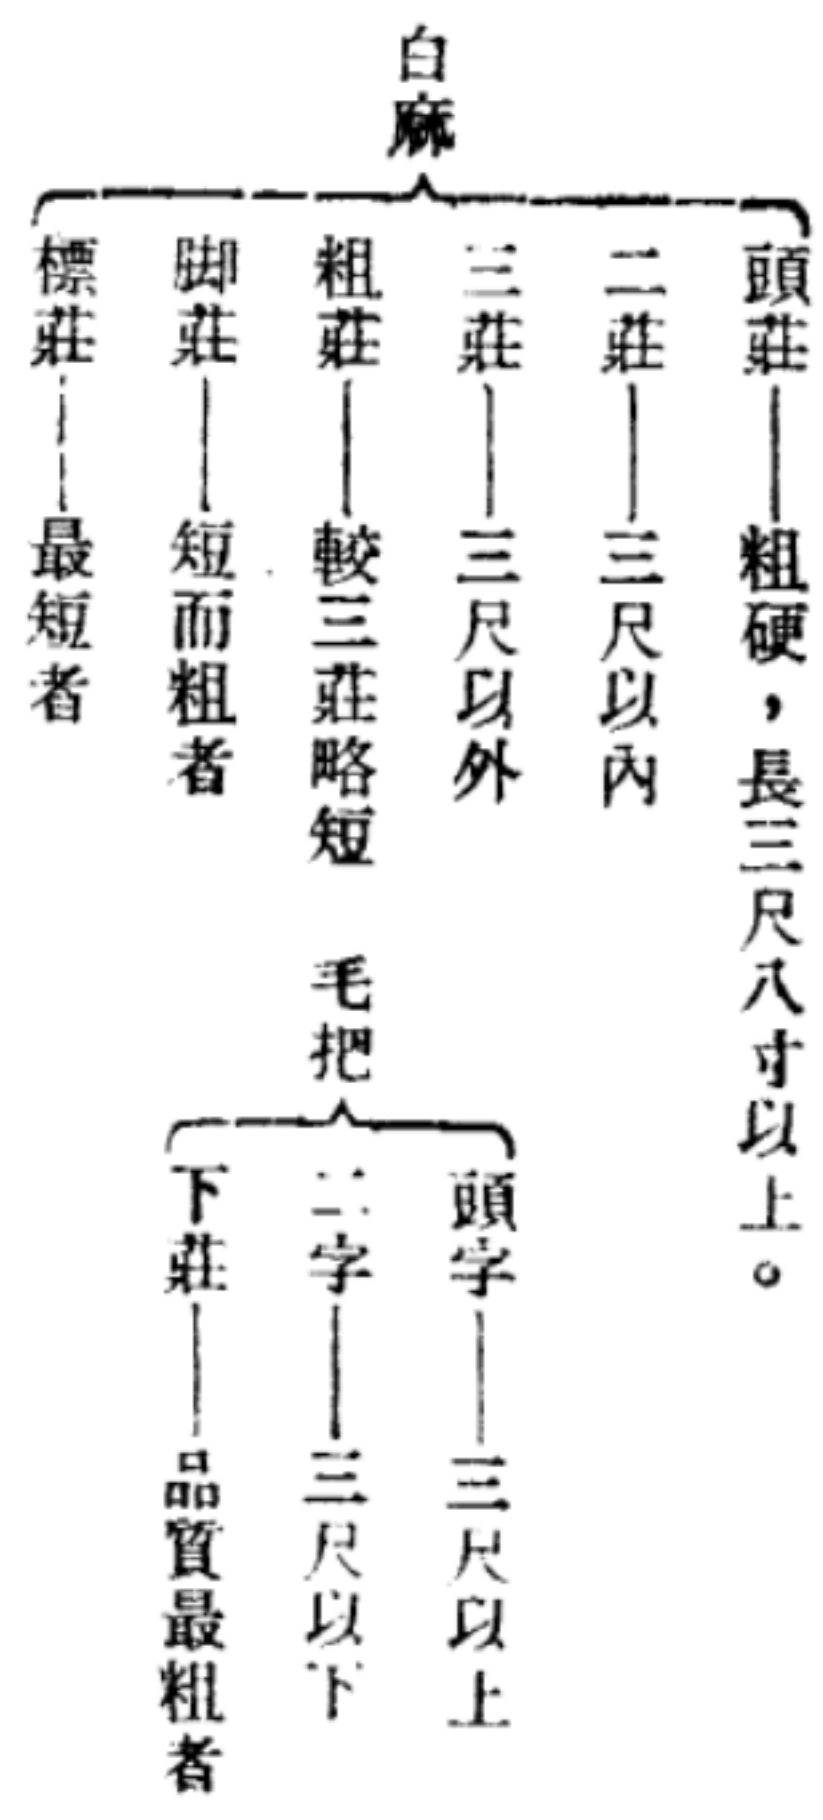 白麻
頭莊——粗硬，長三尺八寸以上。
二莊——三尺以內
三莊——三尺以外
粗莊——較三莊略短
脚莊——短而粗者
標莊——最短者
毛把
頭字——三尺以上
二字——三尺以下
下莊——品質最粗者